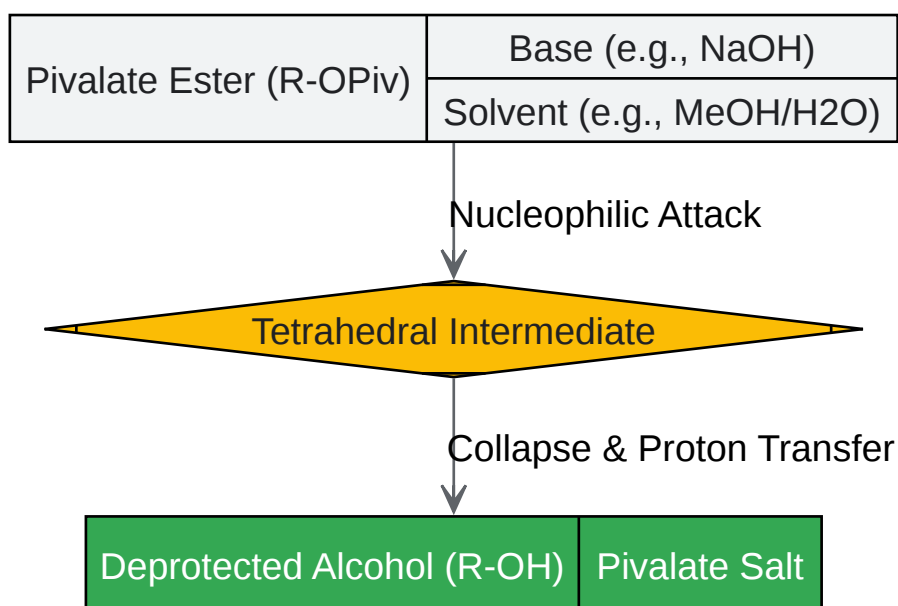 Pivalate Ester (R-OPiv)
Base (e.g., NaOH)
Solvent (e.g., MeOH/H2O)
Nucleophilic Attack
Tetrahedral Intermediate
Collapse & Proton Transfer
Deprotected Alcohol (R-OH)
Pivalate Salt